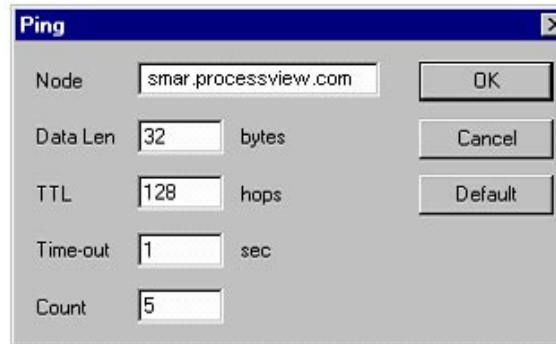 Ping
Node smar.processview.com OK
Data Len 32 bytes Cancel
TTL 128 hops Default
Time-out 1 sec
Count 5